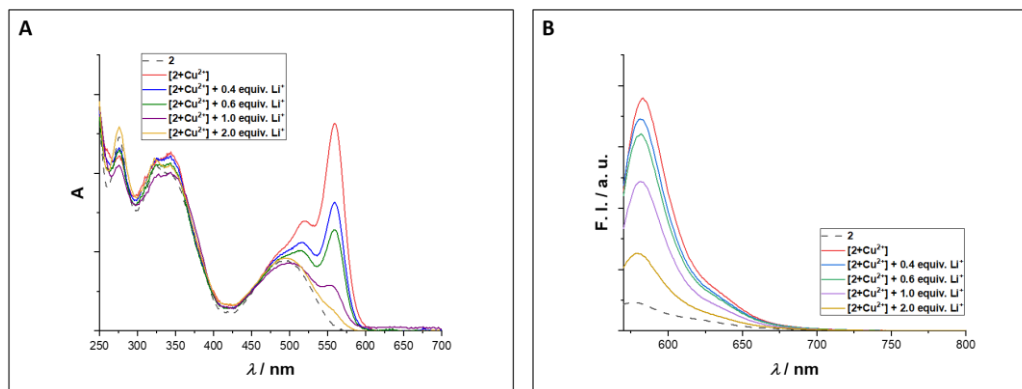 A
2
[2+Cu²⁺]
[2+Cu²⁺] + 0.4 equiv. Li⁺
[2+Cu²⁺] + 0.6 equiv. Li⁺
[2+Cu²⁺] + 1.0 equiv. Li⁺
[2+Cu²⁺] + 2.0 equiv. Li⁺
A
250 300 350 400 450 500 550 600 650 700
λ / nm
B
F. I. / a. u.
2
[2+Cu²⁺]
[2+Cu²⁺] + 0.4 equiv. Li⁺
[2+Cu²⁺] + 0.6 equiv. Li⁺
[2+Cu²⁺] + 1.0 equiv. Li⁺
[2+Cu²⁺] + 2.0 equiv. Li⁺
600 650 700 750 800
λ / nm